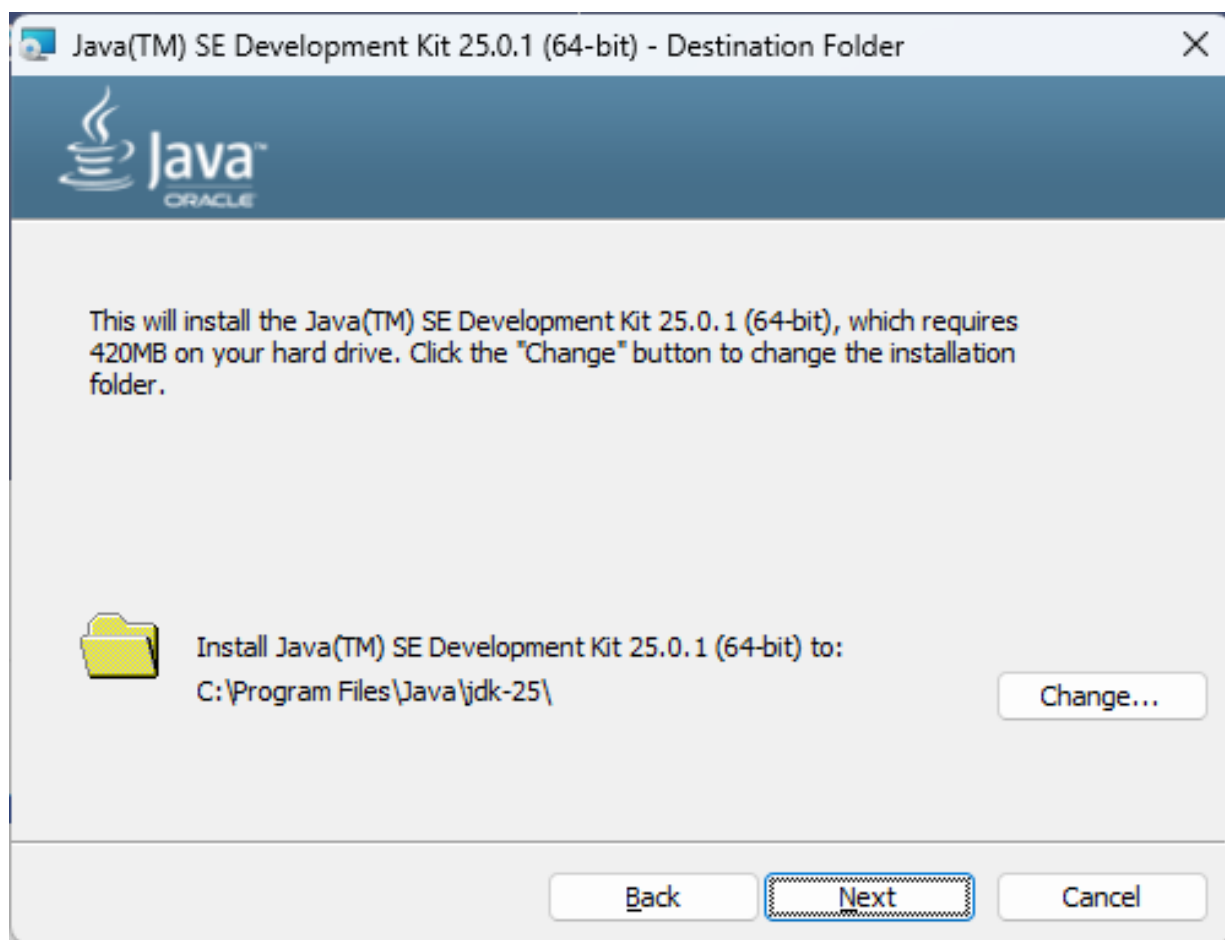 Java(TM) SE Development Kit 25.0.1 (64-bit) - Destination Folder
Java™
ORACLE
This will install the Java(TM) SE Development Kit 25.0.1 (64-bit), which requires
420MB on your hard drive. Click the "Change" button to change the installation
folder.
Install Java(TM) SE Development Kit 25.0.1 (64-bit) to:
C:\Program Files\Java\jdk-25\
Change...
Back Next Cancel